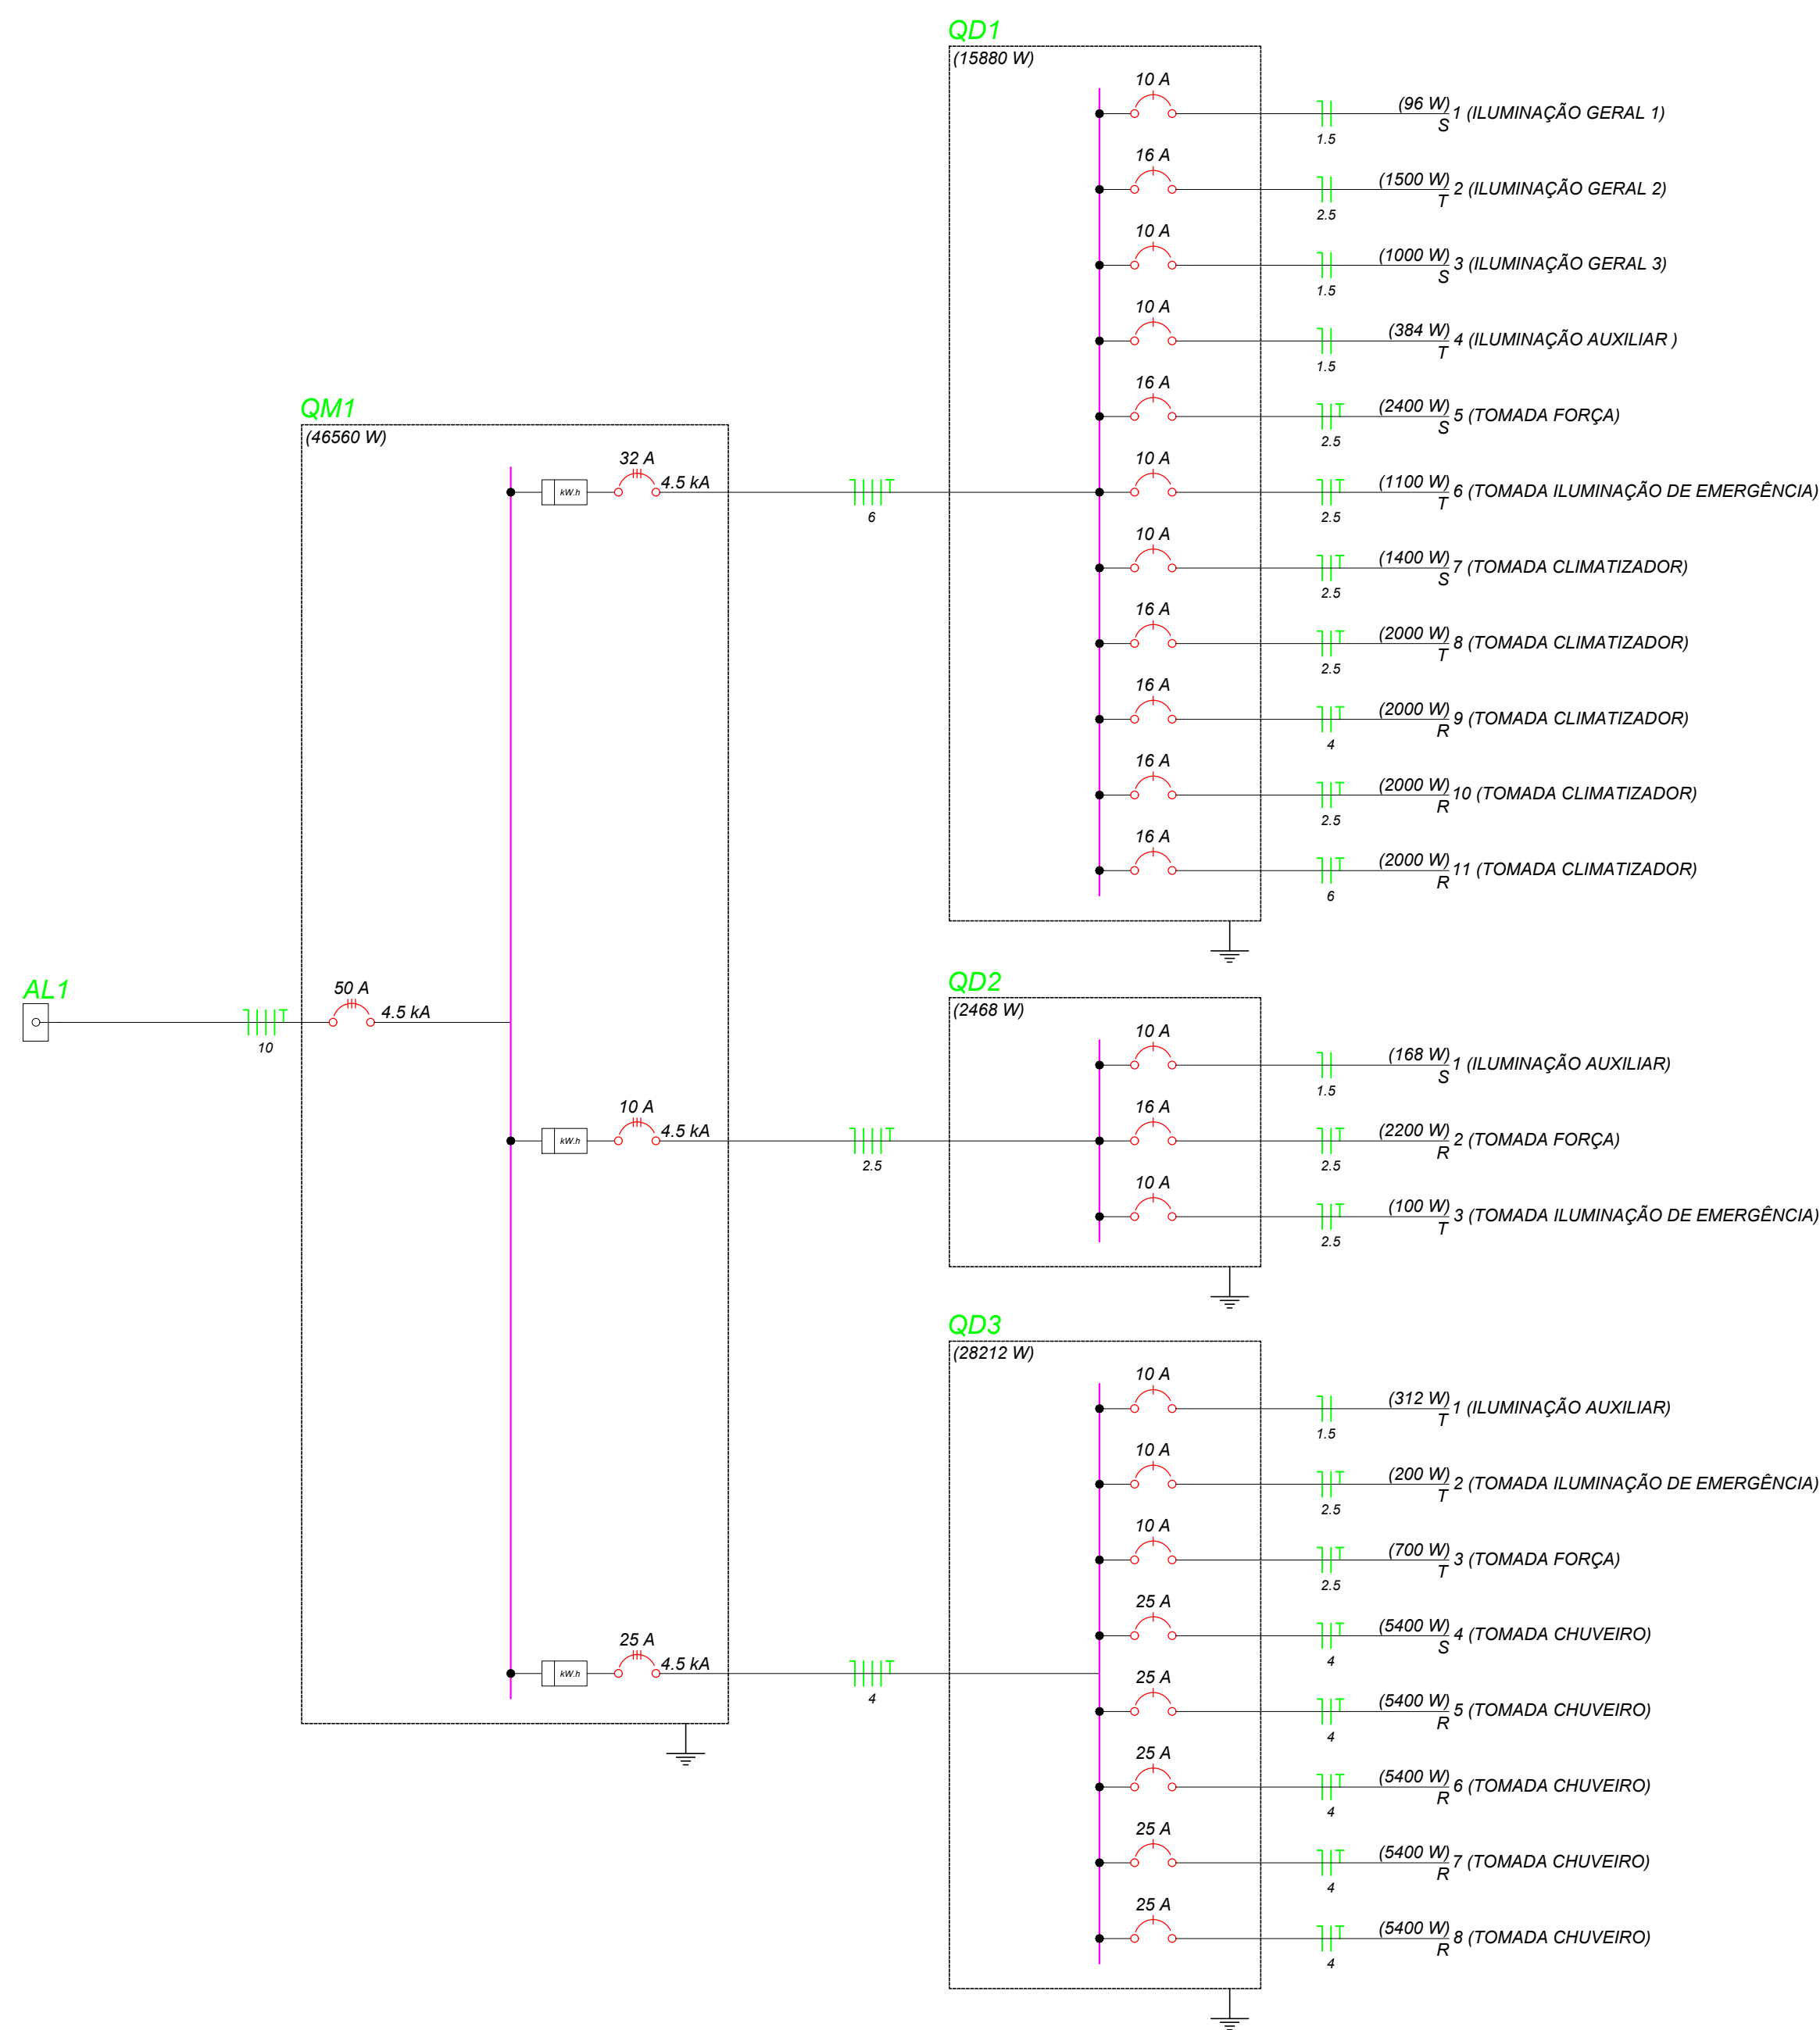 QD1
(15880 W)
10 A
(96 W)
1 (ILUMINAÇÃO GERAL 1)
S
1.5
16 A
(1500 W)
2 (ILUMINAÇÃO GERAL 2)
T
2.5
10 A
(1000 W)
3 (ILUMINAÇÃO GERAL 3)
S
1.5
10 A
(384 W)
4 (ILUMINAÇÃO AUXILIAR )
T
1.5
16 A
(2400 W)
5 (TOMADA FORÇA)
S
2.5
10 A
(1100 W)
6 (TOMADA ILUMINAÇÃO DE EMERGÊNCIA)
T
2.5
10 A
(1400 W)
7 (TOMADA CLIMATIZADOR)
S
2.5
16 A
(2000 W)
8 (TOMADA CLIMATIZADOR)
T
2.5
16 A
(2000 W)
9 (TOMADA CLIMATIZADOR)
R
4
16 A
(2000 W)
10 (TOMADA CLIMATIZADOR)
R
2.5
16 A
(2000 W)
11 (TOMADA CLIMATIZADOR)
R
6
QM1
(46560 W)
32 A
kW.h
4.5 kA
6
AL1
10
50 A
4.5 kA
10 A
kW.h
4.5 kA
2.5
25 A
kW.h
4.5 kA
4
QD2
(2468 W)
10 A
(168 W)
1 (ILUMINAÇÃO AUXILIAR)
S
1.5
16 A
(2200 W)
2 (TOMADA FORÇA)
R
2.5
10 A
(100 W)
3 (TOMADA ILUMINAÇÃO DE EMERGÊNCIA)
T
2.5
QD3
(28212 W)
10 A
(312 W)
1 (ILUMINAÇÃO AUXILIAR)
T
1.5
10 A
(200 W)
2 (TOMADA ILUMINAÇÃO DE EMERGÊNCIA)
T
2.5
10 A
(700 W)
3 (TOMADA FORÇA)
T
2.5
25 A
(5400 W)
4 (TOMADA CHUVEIRO)
S
4
25 A
(5400 W)
5 (TOMADA CHUVEIRO)
R
4
25 A
(5400 W)
6 (TOMADA CHUVEIRO)
R
4
25 A
(5400 W)
7 (TOMADA CHUVEIRO)
R
4
25 A
(5400 W)
8 (TOMADA CHUVEIRO)
R
4